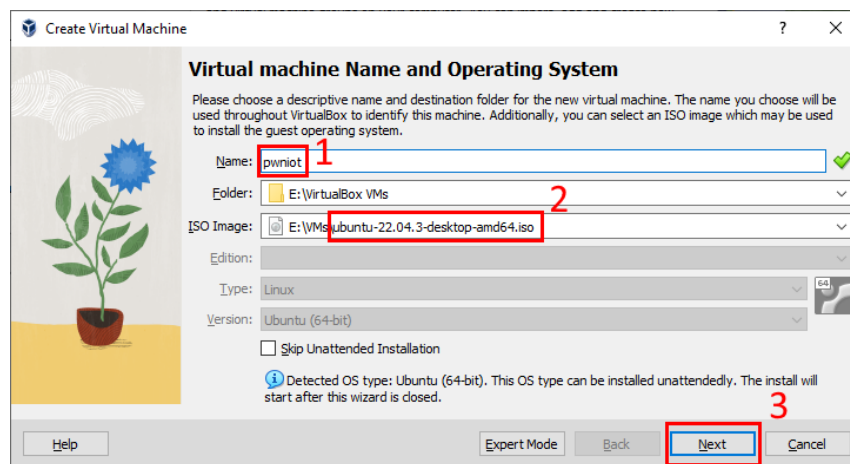 Create Virtual Machine
?
Virtual machine Name and Operating System
Please choose a descriptive name and destination folder for the new virtual machine. The name you choose will be
used throughout VirtualBox to identify this machine. Additionally, you can select an ISO image which may be used
to install the guest operating system.
Name: pwniot 1
Folder: E:\VirtualBox VMs
2
ISO Image: E:\VMs\ubuntu-22.04.3-desktop-amd64.iso
Edition:
Type: Linux
64
Version: Ubuntu (64-bit)
Skip Unattended Installation
Detected OS type: Ubuntu (64-bit). This OS type can be installed unattendedly. The install will
start after this wizard is closed.
3
Help Expert Mode Back Next Cancel